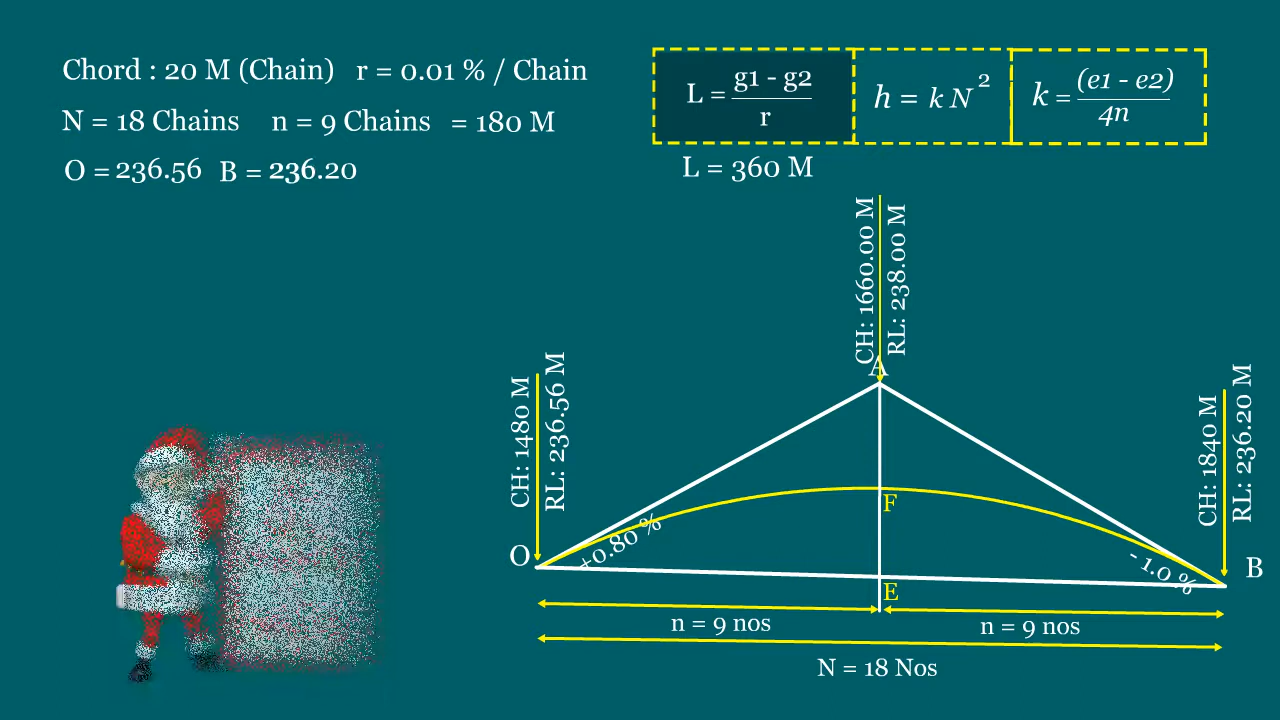 Chord : 20 M (Chain) r = 0.01 % / Chain
N = 18 Chains n = 9 Chains = 180 M
O = 236.56 B = 236.20
L = g1 - g2 / r
h = k N 2
k = (e1 - e2) / 4n
L = 360 M
CH: 1660.00 M
RL: 238.00 M
A
CH: 1480 M
RL: 236.56 M
CH: 1840 M
RL: 236.20 M
F
+0.80 %
- 1.0 %
O
B
E
n = 9 nos
n = 9 nos
N = 18 Nos